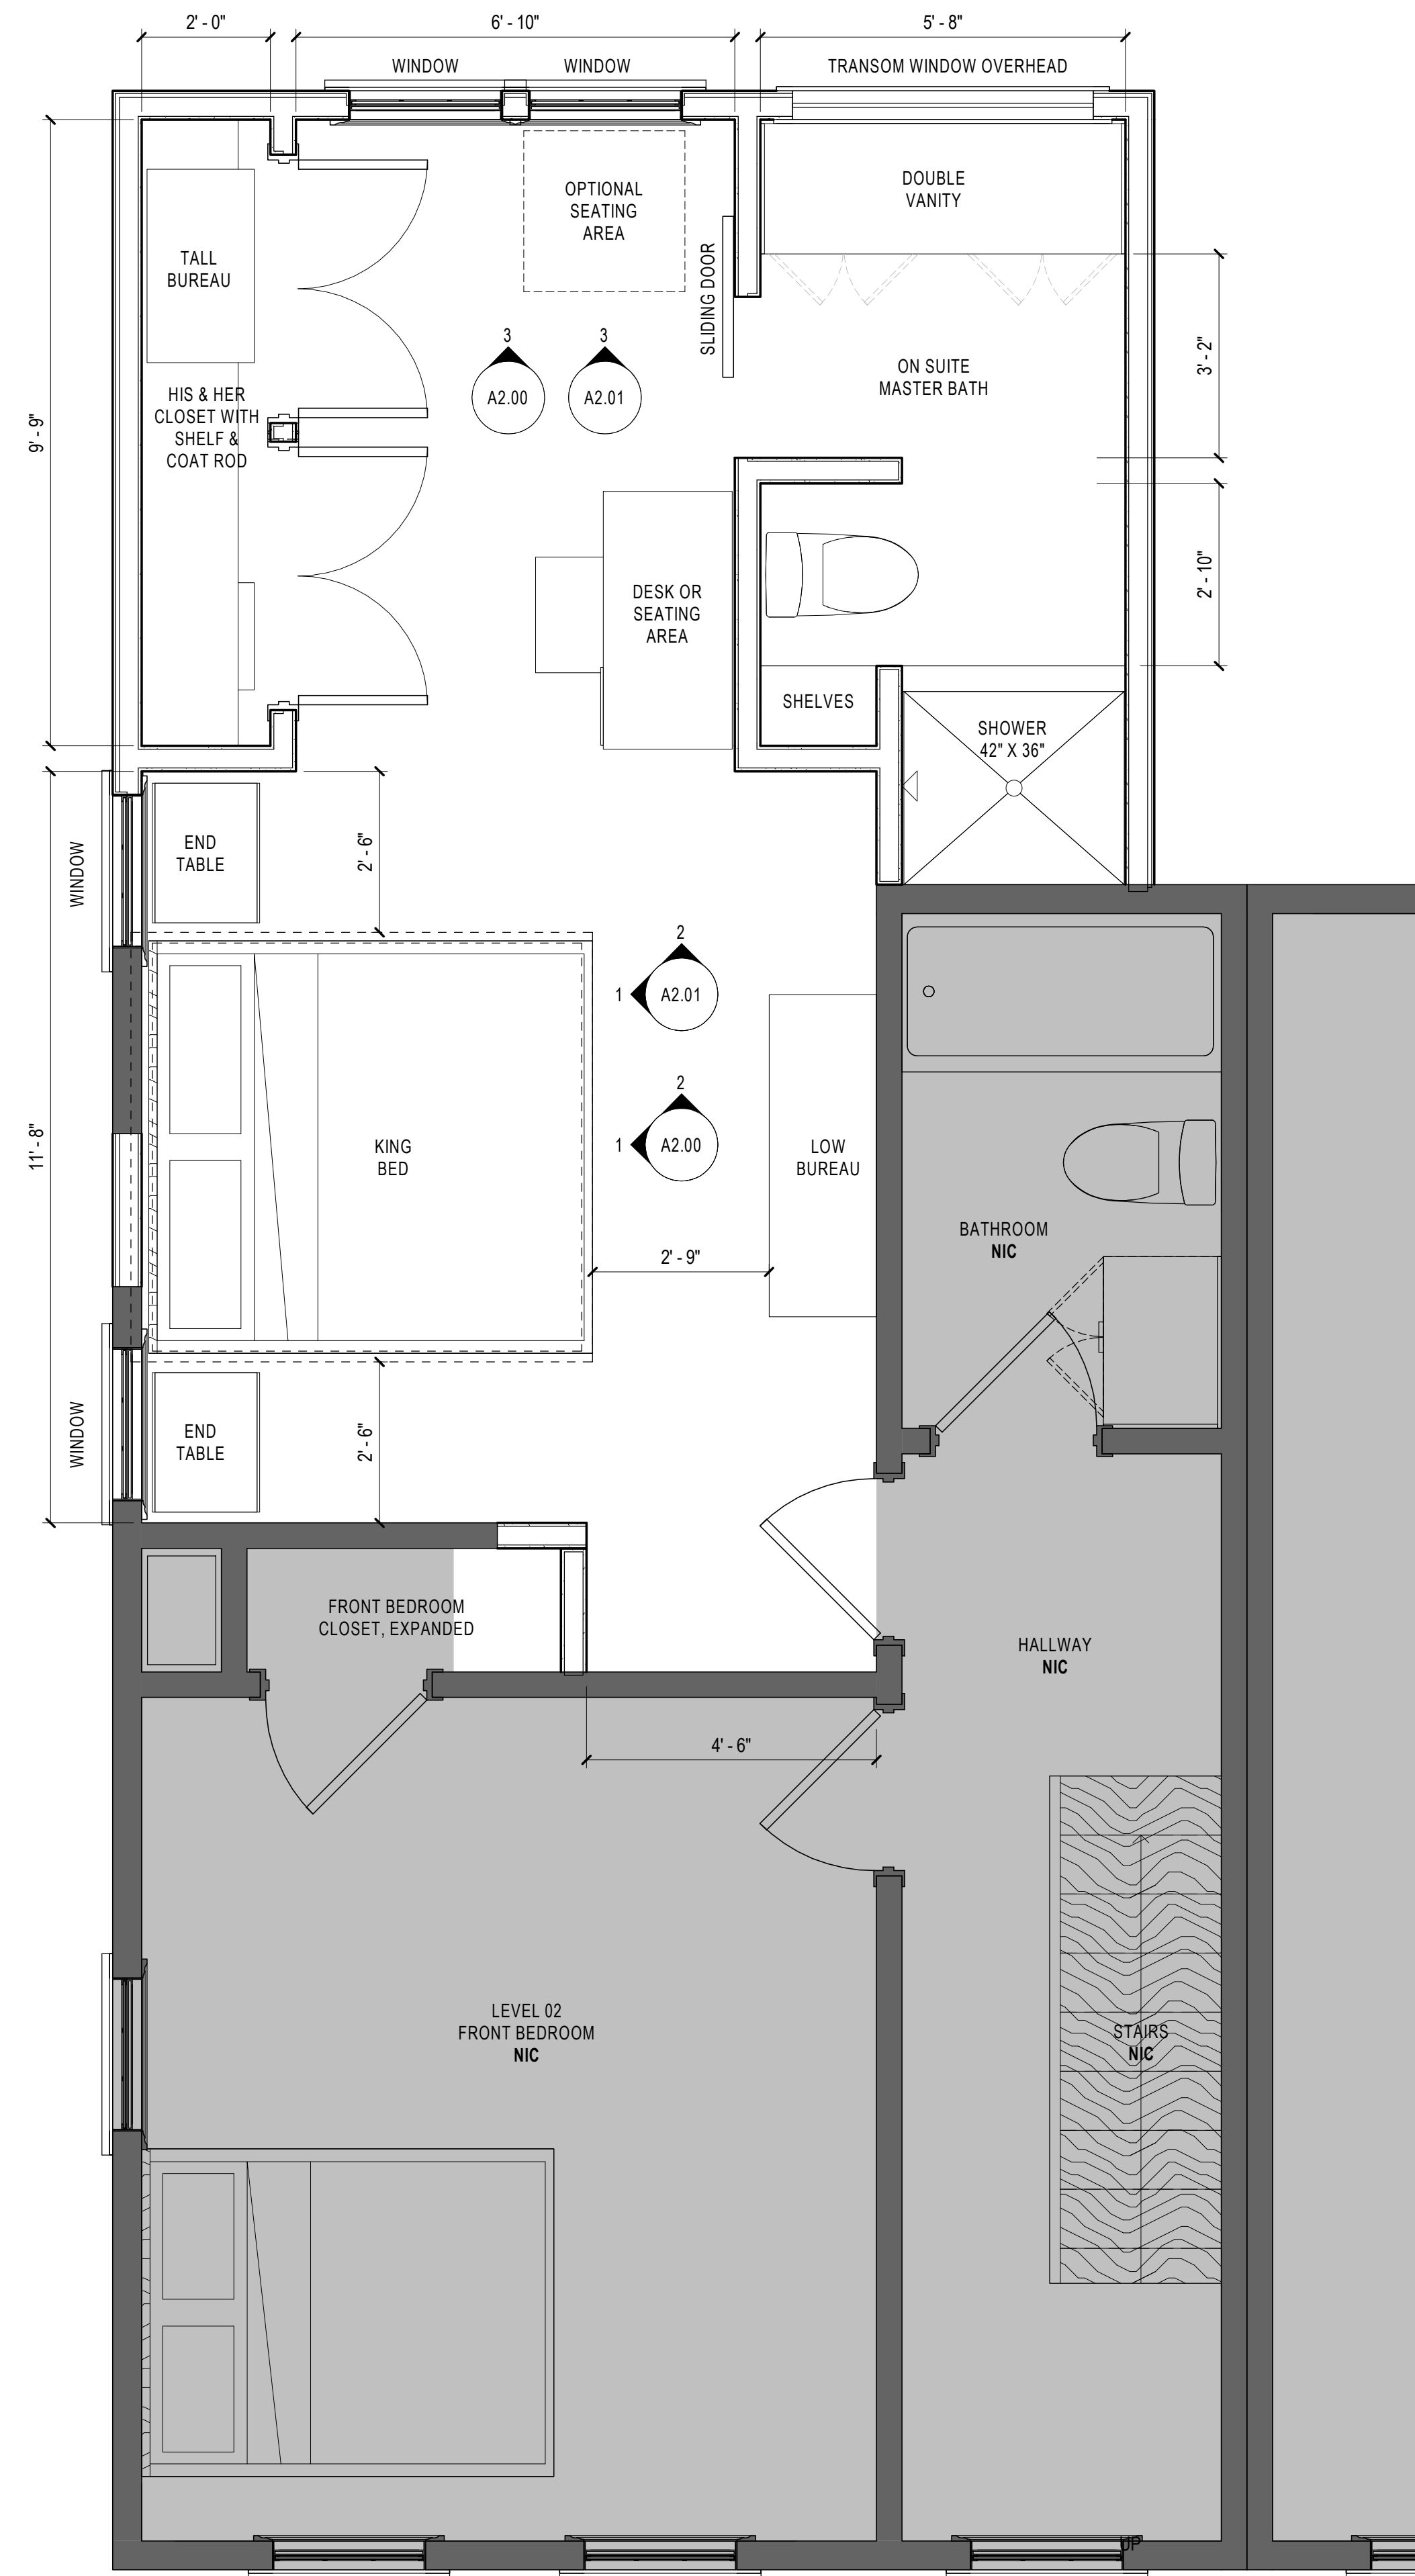 2' - 0"
6' - 10"
5' - 8"
WINDOW
WINDOW
TRANSOM WINDOW OVERHEAD
DOUBLE
VANITY
OPTIONAL
SEATING
AREA
TALL
BUREAU
SLIDING DOOR
3' - 2"
3
3
A2.00
A2.01
ON SUITE
MASTER BATH
HIS & HER
CLOSET WITH
SHELF &
COAT ROD
9' - 9"
2' - 10"
DESK OR
SEATING
AREA
SHELVES
SHOWER
42" X 36"
END
TABLE
WINDOW
2' - 6"
2
1
A2.01
2
1
A2.00
KING
BED
LOW
BUREAU
11' - 8"
BATHROOM
NIC
2' - 9"
END
TABLE
WINDOW
2' - 6"
FRONT BEDROOM
CLOSET, EXPANDED
HALLWAY
NIC
4' - 6"
LEVEL 02
FRONT BEDROOM
NIC
STAIRS
NIC
UP